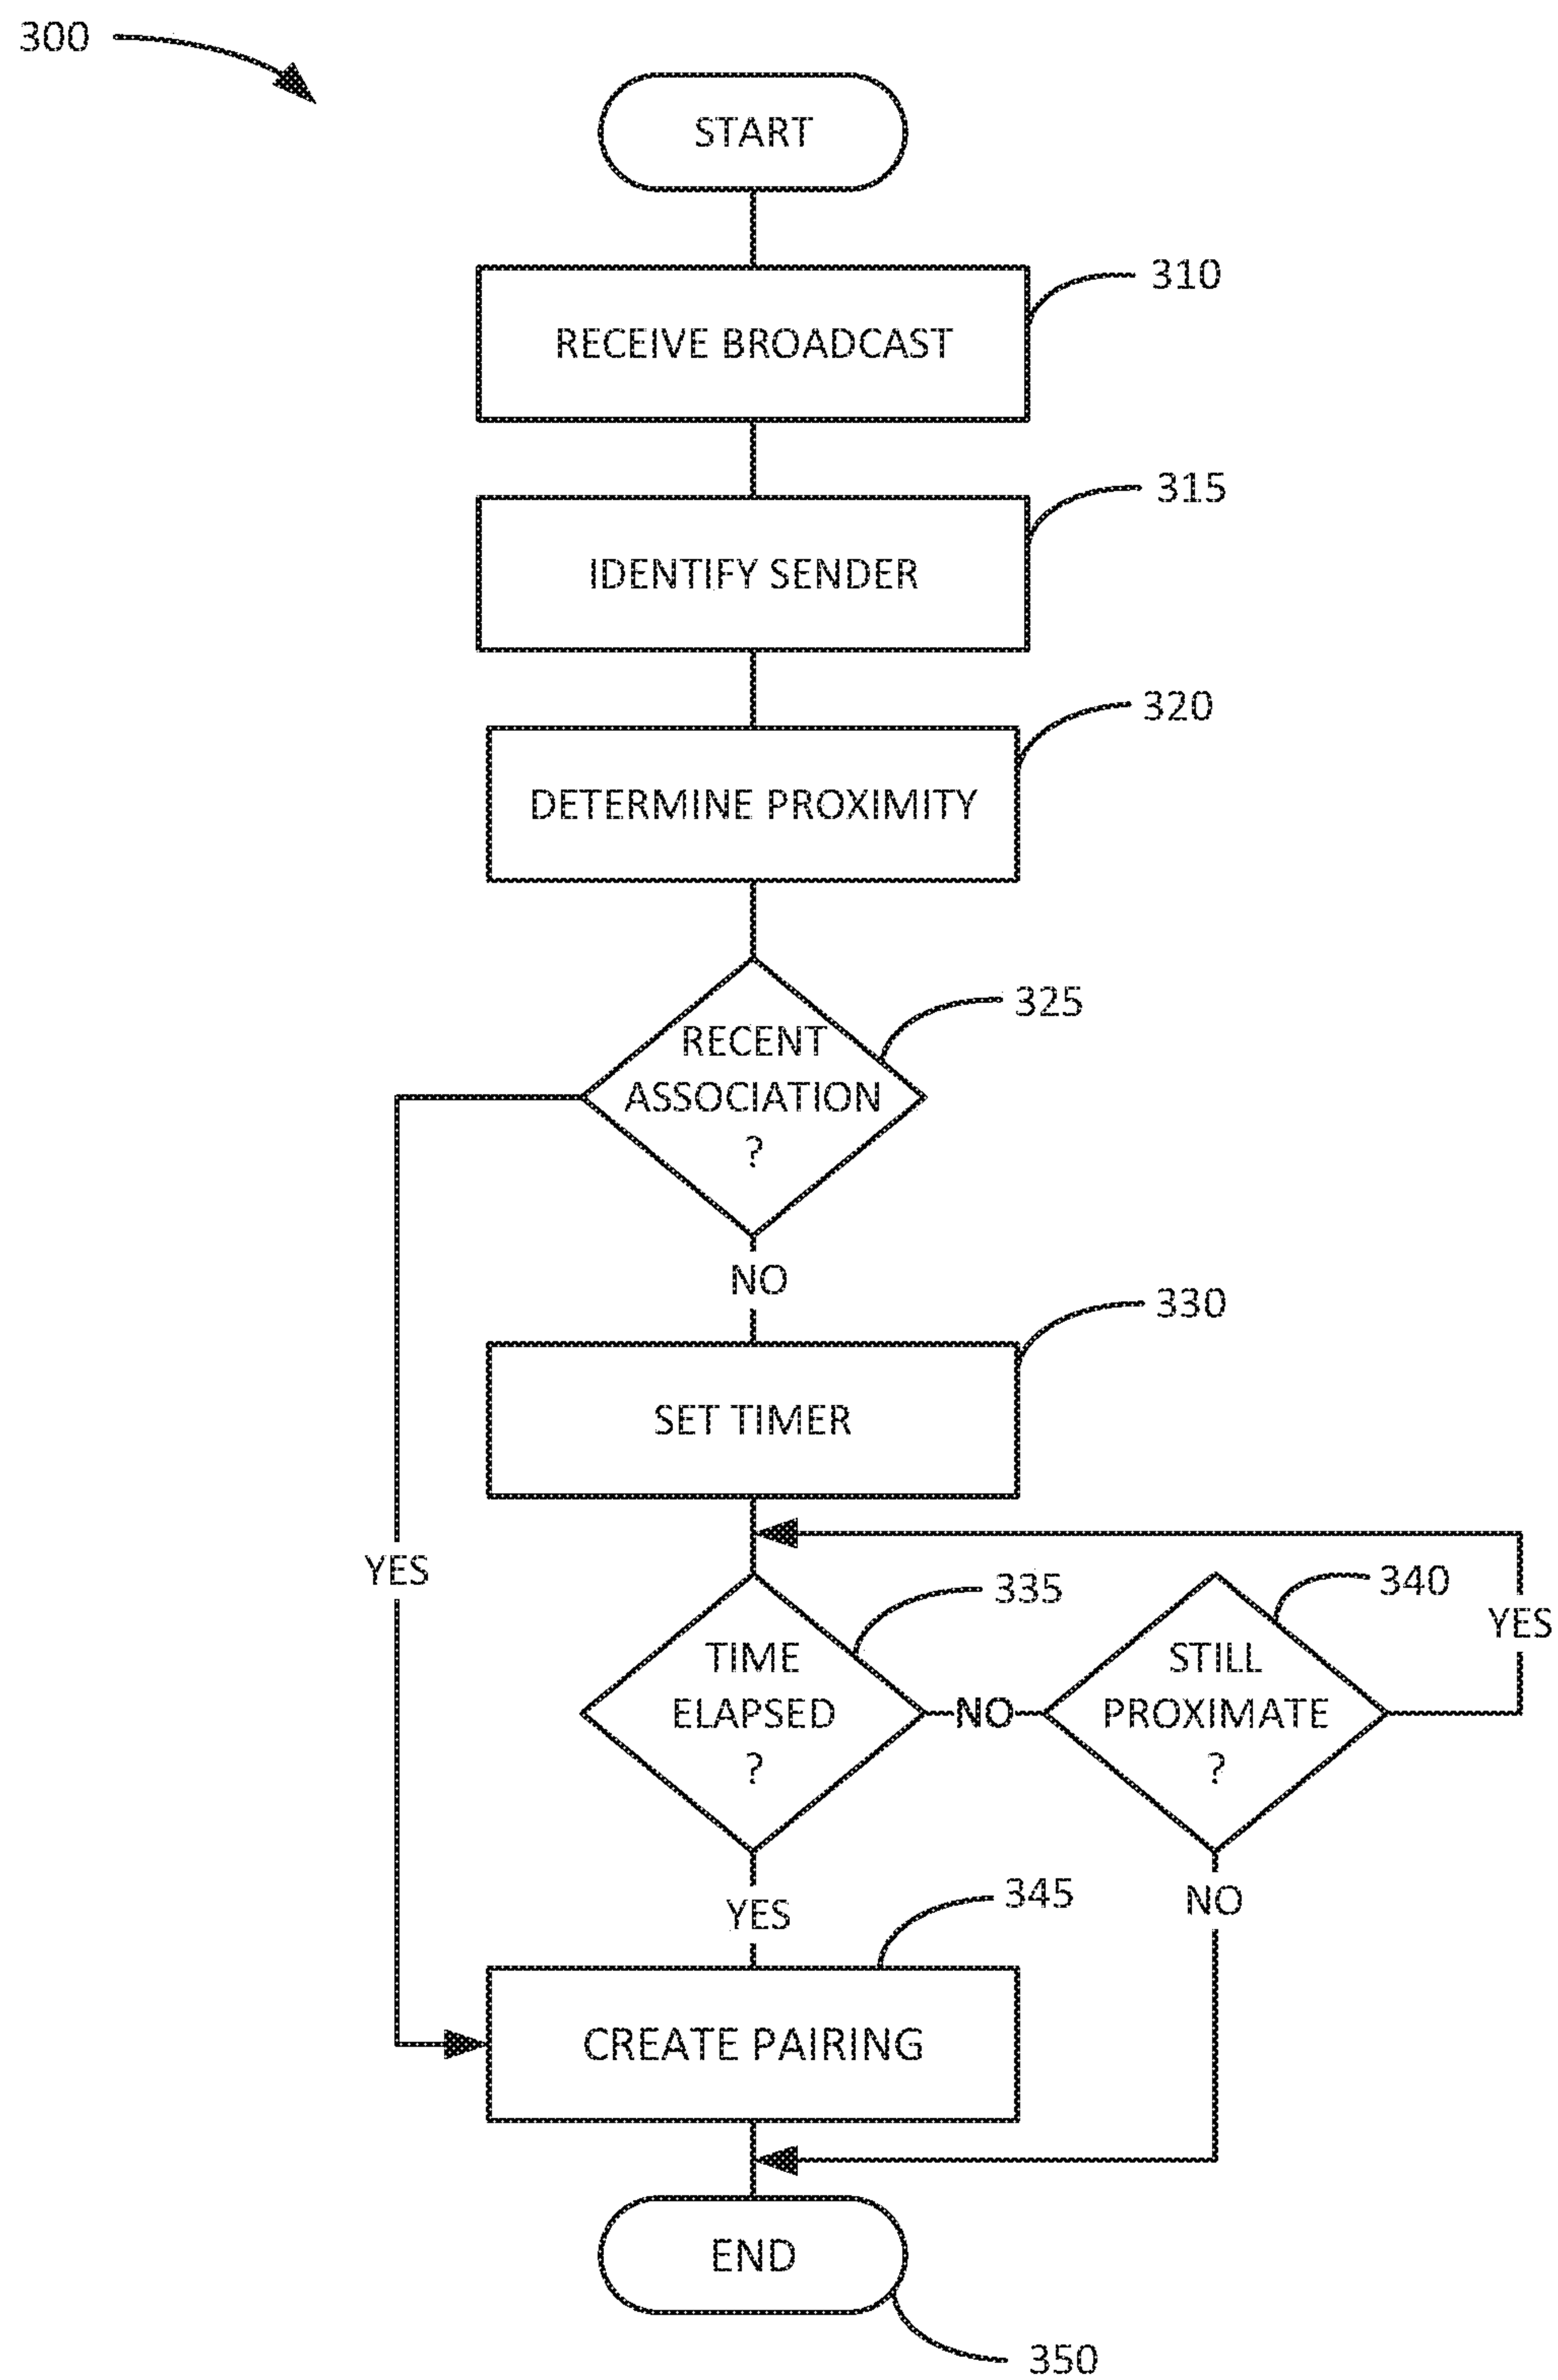 300
START
310
RECEIVE BROADCAST
315
IDENTIFY SENDER
320
DETERMINE PROXIMITY
325
RECENT
ASSOCIATION
?
NO
330
SET TIMER
YES
335
TIME
ELAPSED
?
NO
340
STILL
PROXIMATE
?
YES
YES
NO
345
CREATE PAIRING
END
350